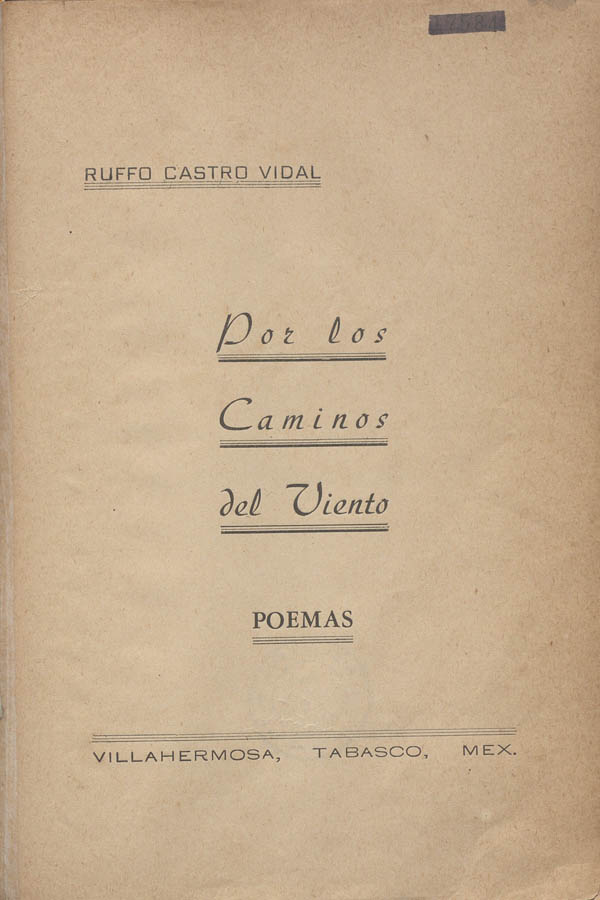 RUFFO CASTRO VIDAL
Por los
Caminos
del Viento
POEMAS
VILLAHERMOSA, TABASCO, MEX.